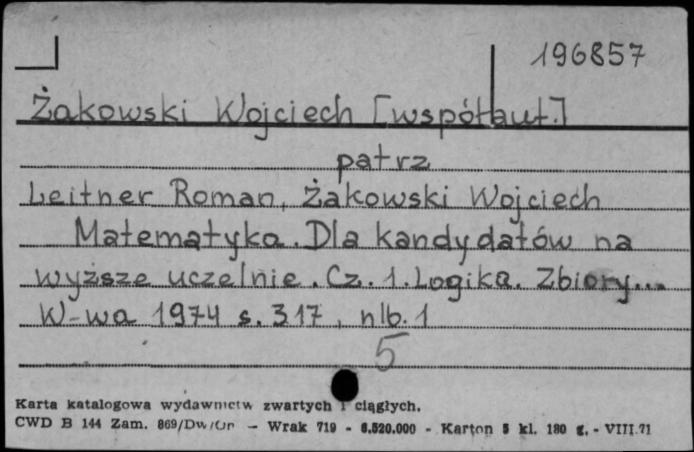 196857
Żakowski Wojciech [współaut.]
patrz
Leitner Roman, Żakowski Wojciech
Matematyka. Dla kandydatów na
wyższe uczelnie. Cz. 1. Logika. Zbiory...
W-wa 1974 s. 317, nlb. 1
5
Karta katalogowa wydawnictw zwartych i ciągłych.
CWD B 144 Zam. 869/Dw/ - Wrak 719 - 6.520.000 - Karton 5 kl. 180 g. - VIII.71